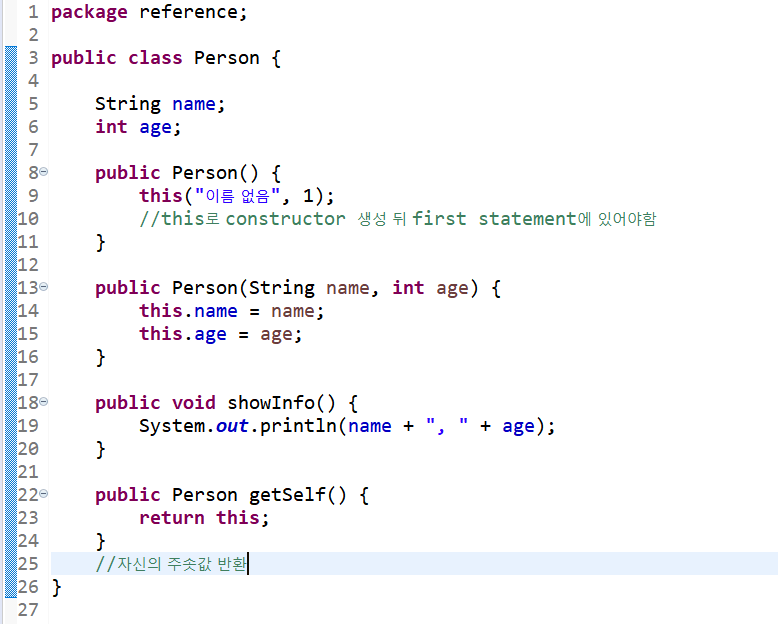 1 package reference;
2
3 public class Person {
4
5     String name;
6     int age;
7
8     public Person() {
9         this("이름 없음", 1);
10         //this로 constructor 생성 뒤 first statement에 있어야함
11     }
12
13     public Person(String name, int age) {
14         this.name = name;
15         this.age = age;
16     }
17
18     public void showInfo() {
19         System.out.println(name + ", " + age);
20     }
21
22     public Person getSelf() {
23         return this;
24     }
25     //자신의 주솟값 반환
26 }
27